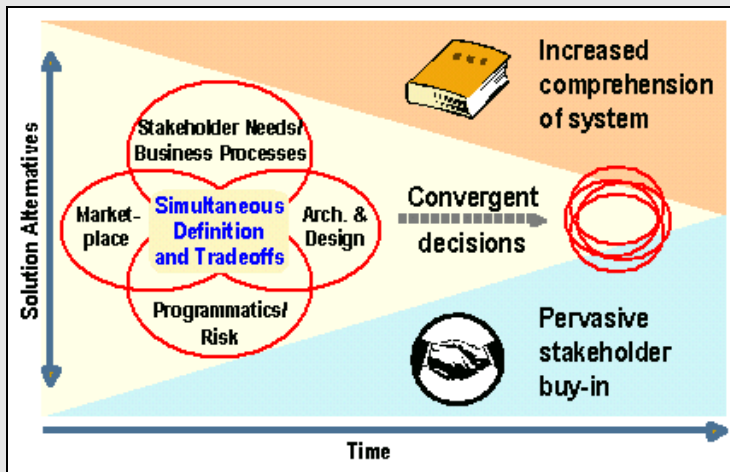 Increased
comprehension
of system
Solution Alternatives
Stakeholder Needs/
Business Processes
Market-
place
Simultaneous
Definition
and Tradeoffs
Arch. &
Design
Programmatics/
Risk
Convergent
decisions
Pervasive
stakeholder
buy-in
Time